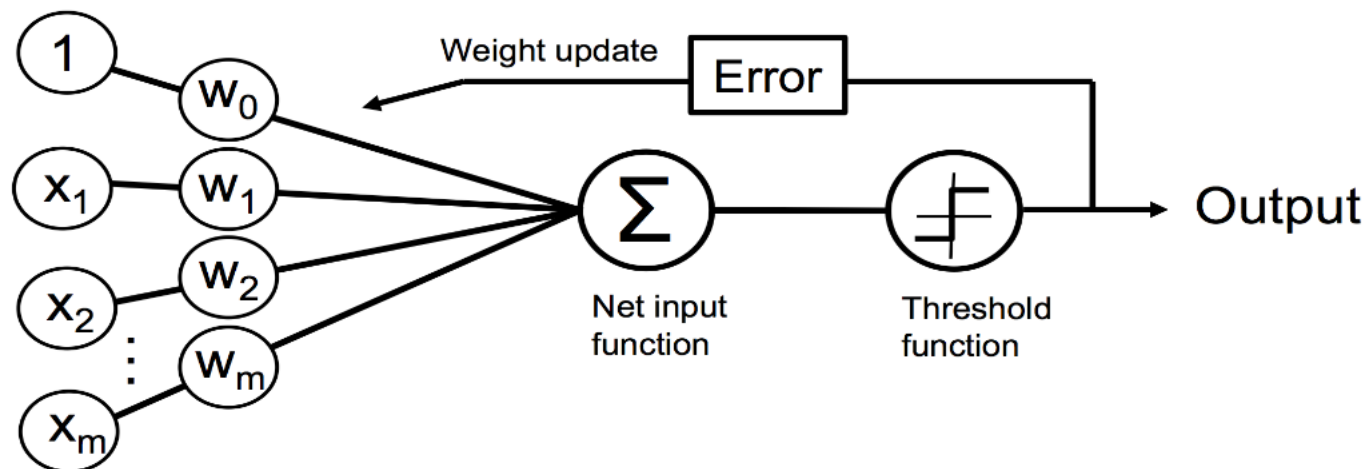 1
w₀
x₁
w₁
x₂
w₂
⋮
xₘ
wₘ
Weight update
Error
Σ
Net input
function
Threshold
function
Output